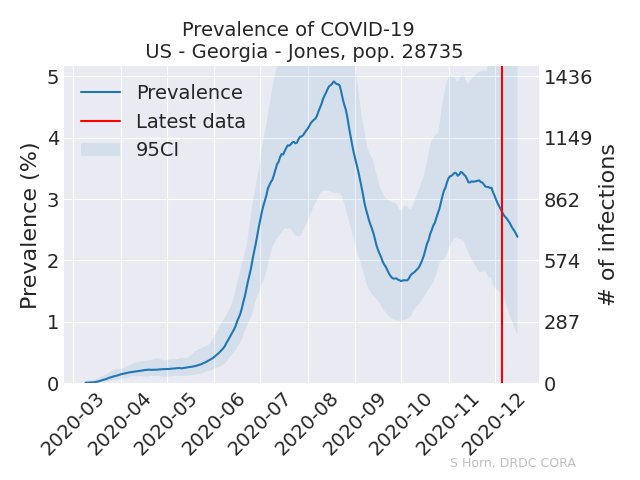 Prevalence of COVID-19
US - Georgia - Jones, pop. 28735
Prevalence
Latest data
95CI
Prevalence (%)
5
4
3
2
1
0
1436
1149
862
574
287
0
# of infections
2020-03
2020-04
2020-05
2020-06
2020-07
2020-08
2020-09
2020-10
2020-11
2020-12
S Horn, DRDC CORA